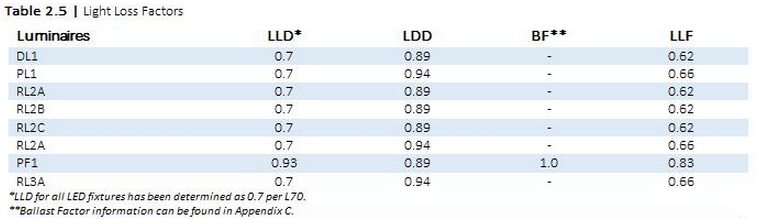 Table 2.5 | Light Loss Factors
Luminaires LLD* LDD BF** LLF
DL1 0.7 0.89 - 0.62
PL1 0.7 0.94 - 0.66
RL2A 0.7 0.89 - 0.62
RL2B 0.7 0.89 - 0.62
RL2C 0.7 0.89 - 0.62
RL2A 0.7 0.94 - 0.66
PF1 0.93 0.89 1.0 0.83
RL3A 0.7 0.94 - 0.66
*LLD for all LED fixtures has been determined as 0.7 per L70.
**Ballast Factor information can be found in Appendix C.